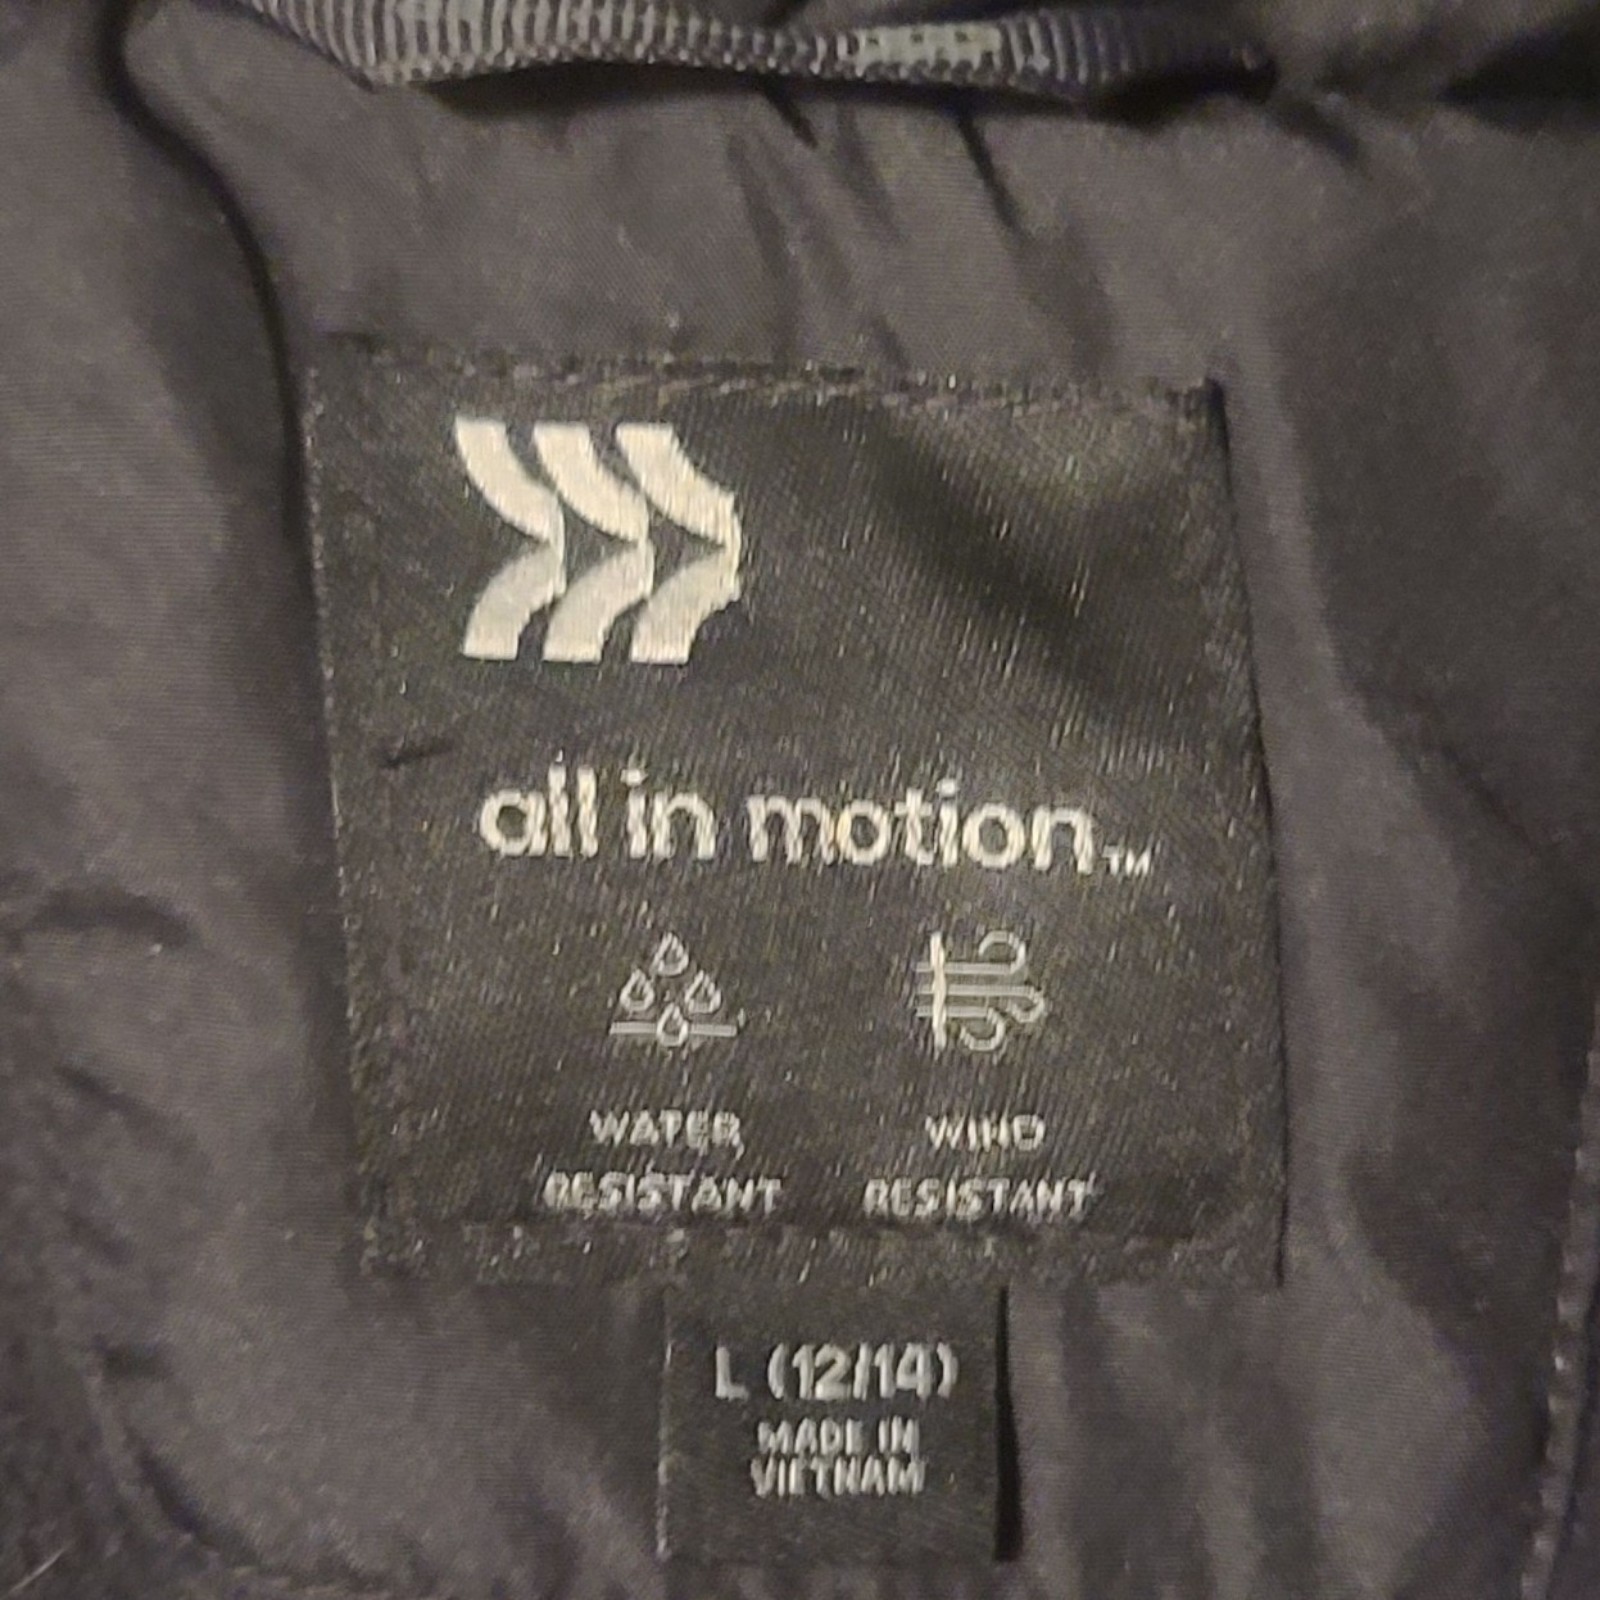 all in motion™
WATER RESISTANT
WIND RESISTANT
L (12/14)
MADE IN
VIETNAM